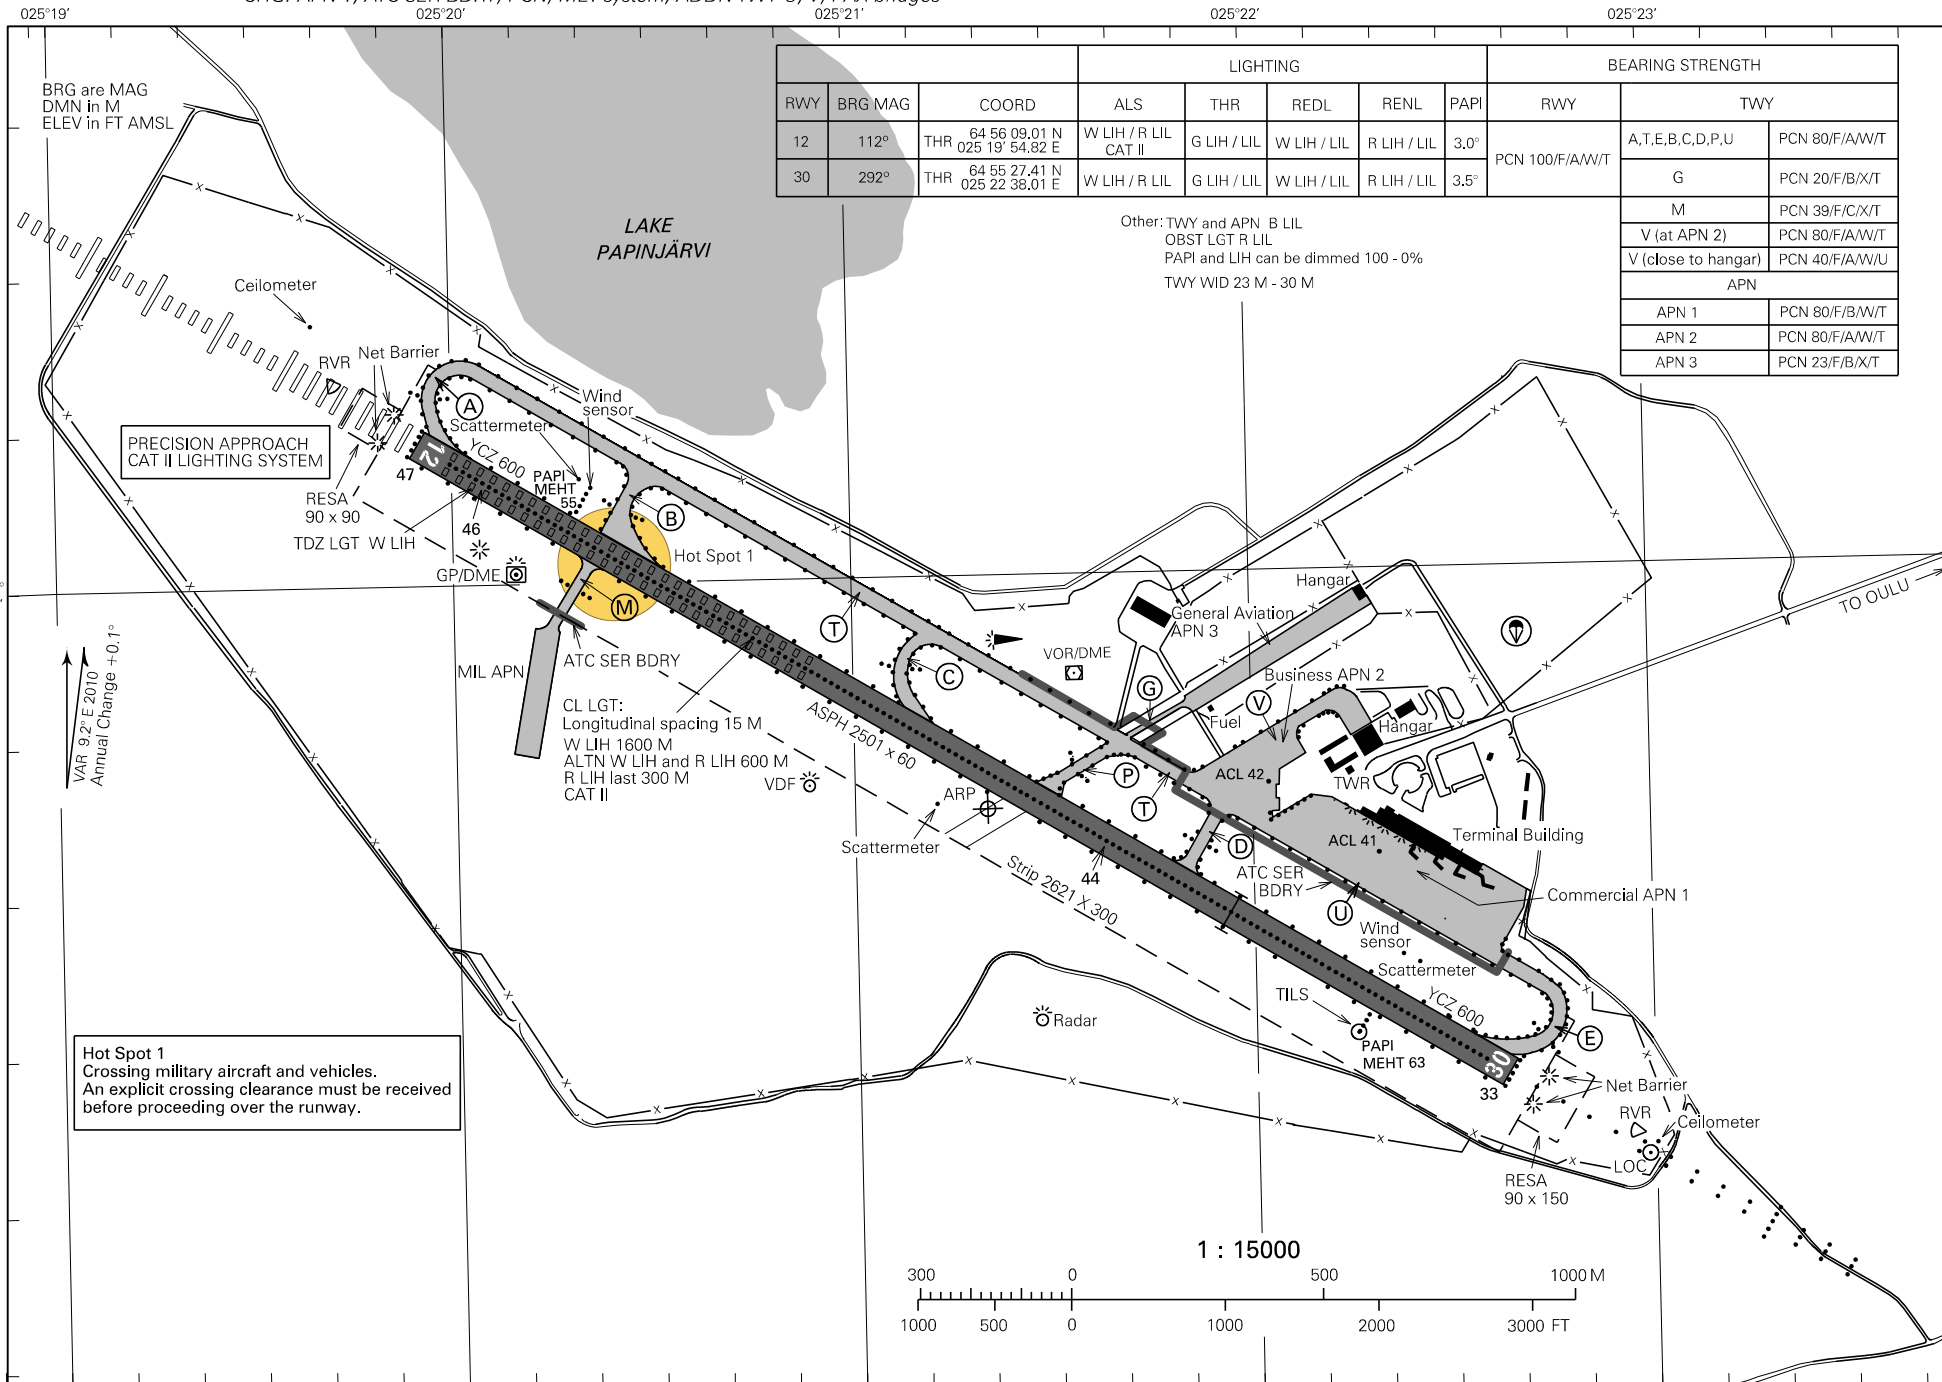 025°19'
025°20'
025°21'
025°22'
025°23'
BRG are MAG
DMN in M
ELEV in FT AMSL
LIGHTING
BEARING STRENGTH
RWY BRG MAG COORD ALS THR REDL RENL PAPI RWY TWY
12 112° THR 64 56 09.01 N 025 19' 54.82 E W LIH / R LIL CAT II G LIH / LIL W LIH / LIL R LIH / LIL 3.0° PCN 100/F/A/W/T A,T,E,B,C,D,P,U PCN 80/F/A/W/T
30 292° THR 64 55 27.41 N 025 22 38.01 E W LIH / R LIL G LIH / LIL W LIH / LIL R LIH / LIL 3.5° G PCN 20/F/B/X/T
M PCN 39/F/C/X/T
V (at APN 2) PCN 80/F/A/W/T
V (close to hangar) PCN 40/F/A/W/U
APN
APN 1 PCN 80/F/B/W/T
APN 2 PCN 80/F/A/W/T
APN 3 PCN 23/F/B/X/T
Other: TWY and APN B LIL
OBST LGT R LIL
PAPI and LIH can be dimmed 100 - 0%
TWY WID 23 M - 30 M
LAKE
PAPINJÄRVI
Ceilometer
RVR
Net Barrier
Wind
sensor
A
Scattermeter
PRECISION APPROACH
CAT II LIGHTING SYSTEM
12
YCZ 600
47
PAPI
MEHT
55
RESA
90 x 90
46
TDZ LGT W LIH
B
Hot Spot 1
GP/DME
M
T
MIL APN
ATC SER BDRY
C
CL LGT:
Longitudinal spacing 15 M
W LIH 1600 M
ALTN W LIH and R LIH 600 M
R LIH last 300 M
CAT II
ASPH 2501 x 60
VDF
ARP
Scattermeter
VAR 9.2° E 2010
Annual Change +0.1°
Hangar
General Aviation
APN 3
VOR/DME
G
Fuel
V
Business APN 2
Hangar
TO OULU
P
T
ACL 42
TWR
ACL 41
Terminal Building
D
ATC SER
BDRY
Commercial APN 1
U
44
Strip 2621 X 300
Wind
sensor
Scattermeter
TILS
YCZ 600
PAPI
MEHT 63
30
E
33
Net Barrier
RVR
Ceilometer
LOC
RESA
90 x 150
Radar
Hot Spot 1
Crossing military aircraft and vehicles.
An explicit crossing clearance must be received
before proceeding over the runway.
1 : 15000
300 0 500 1000 M
1000 500 0 1000 2000 3000 FT